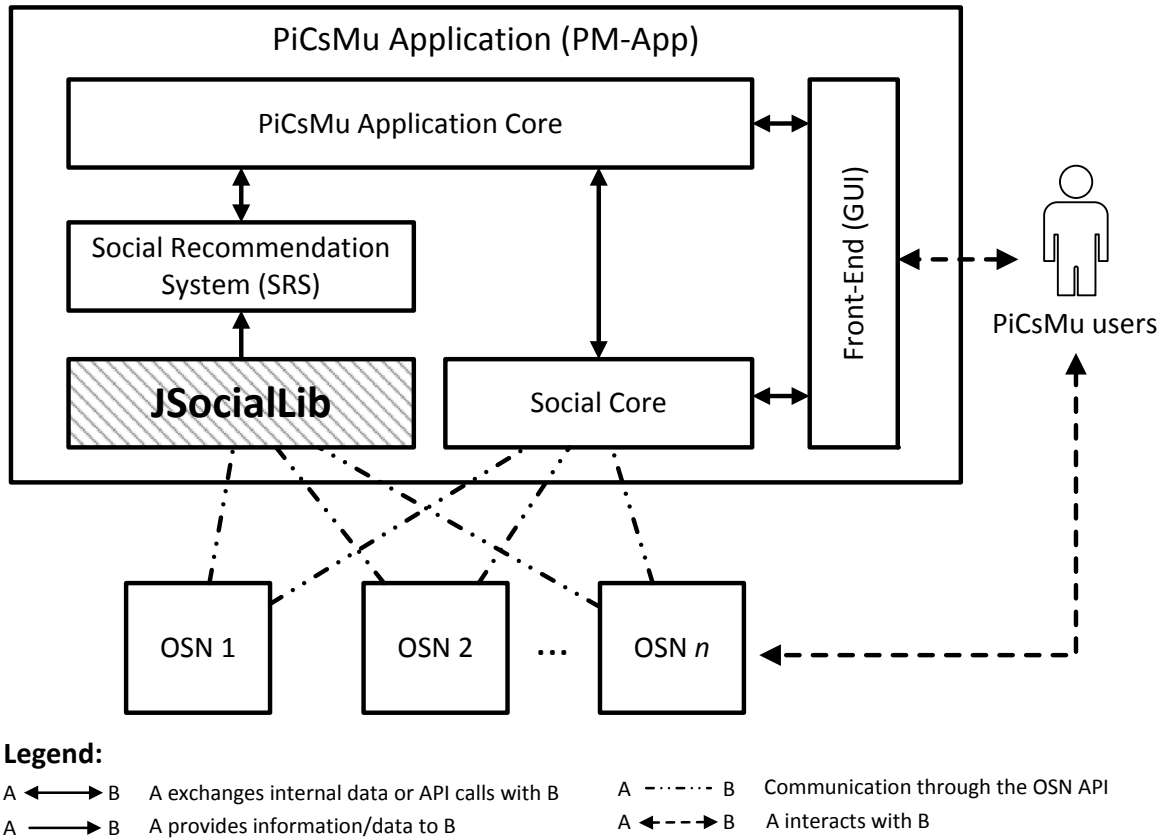 PiCsMu Application (PM-App)
PiCsMu Application Core
Social Recommendation
System (SRS)
JSocialLib
Social Core
Front-End (GUI)
PiCsMu users
OSN 1
OSN 2
...
OSN n
Legend:
A B A exchanges internal data or API calls with B
A B A provides information/data to B
A B Communication through the OSN API
A B A interacts with B